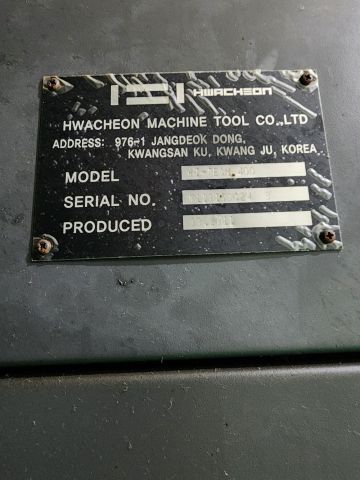 HWACHEON
HWACHEON MACHINE TOOL CO.,LTD
ADDRESS: 976-1 JANGDEOK DONG,
KWANGSAN KU, KWANG JU, KOREA
MODEL
SERIAL NO.
PRODUCED